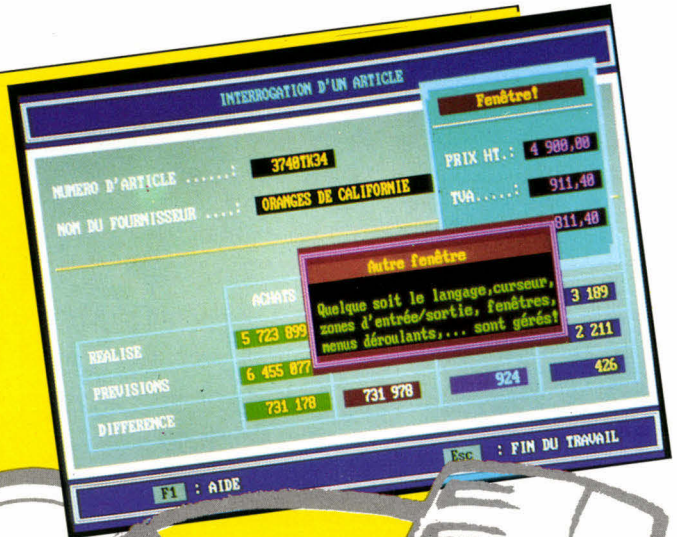 INTERROGATION D'UN ARTICLE
NUMERO D'ARTICLE ......: 3740TK34
NOM DU FOURNISSEUR ....: ORANGES DE CALIFORNIE
Fenêtre!
PRIX HT.: 4 900,00
TVA.....: 911,40
811,40
Autre fenêtre
Quelque soit le langage,curseur,
zones d'entrée/sortie, fenêtres,
menus déroulants,... sont gérés!
ACHATS
REALISE 5 723 899 3 189
PREVISIONS 6 455 077 2 211
DIFFERENCE 731 178 731 978 924 426
F1 : AIDE
Esc : FIN DU TRAVAIL